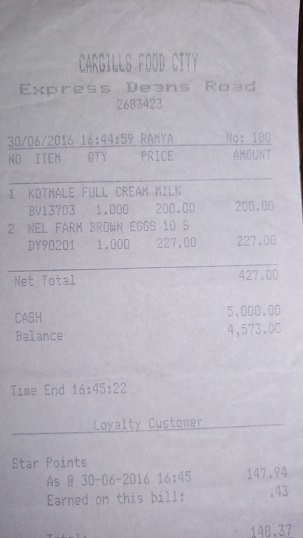 CARGILLS FOOD CITY
Express Deans Road
2683423
30/06/2016 16:44:59 RAMYA No: 180
NO ITEM QTY PRICE AMOUNT
1 KOTMALE FULL CREAM MILK
BV13703 1.000 200.00 200.00
2 NEL FARM BROWN EGGS 10 S
DY90201 1.000 227.00 227.00
Net Total 427.00
CASH 5,000.00
Balance 4,573.00
Time End 16:45:22
Loyalty Customer
Star Points
As @ 30-06-2016 16:45 147.94
Earned on this bill: .43
Total: 148.37